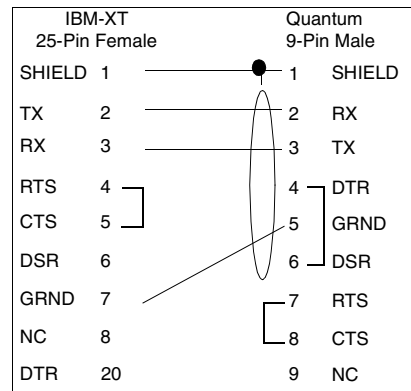 IBM-XT Quantum
25-Pin Female 9-Pin Male
SHIELD 1 1 SHIELD
TX 2 2 RX
RX 3 3 TX
RTS 4 4 DTR
CTS 5 5 GRND
DSR 6 6 DSR
GRND 7 7 RTS
NC 8 8 CTS
DTR 20 9 NC